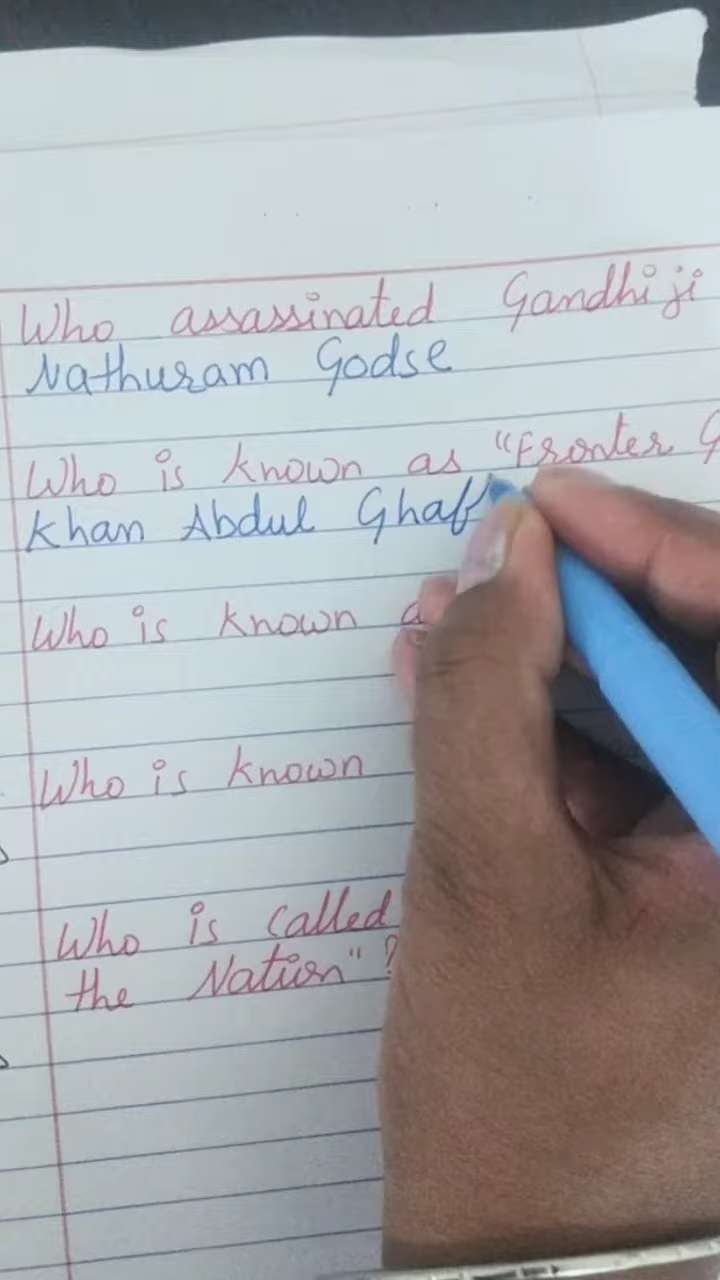 Who assassinated Gandhiji
Nathuram Godse
Who is known as "Fronter G
Khan Abdul Ghaff
Who is known a
Who is known
Who is called
the Nation"?